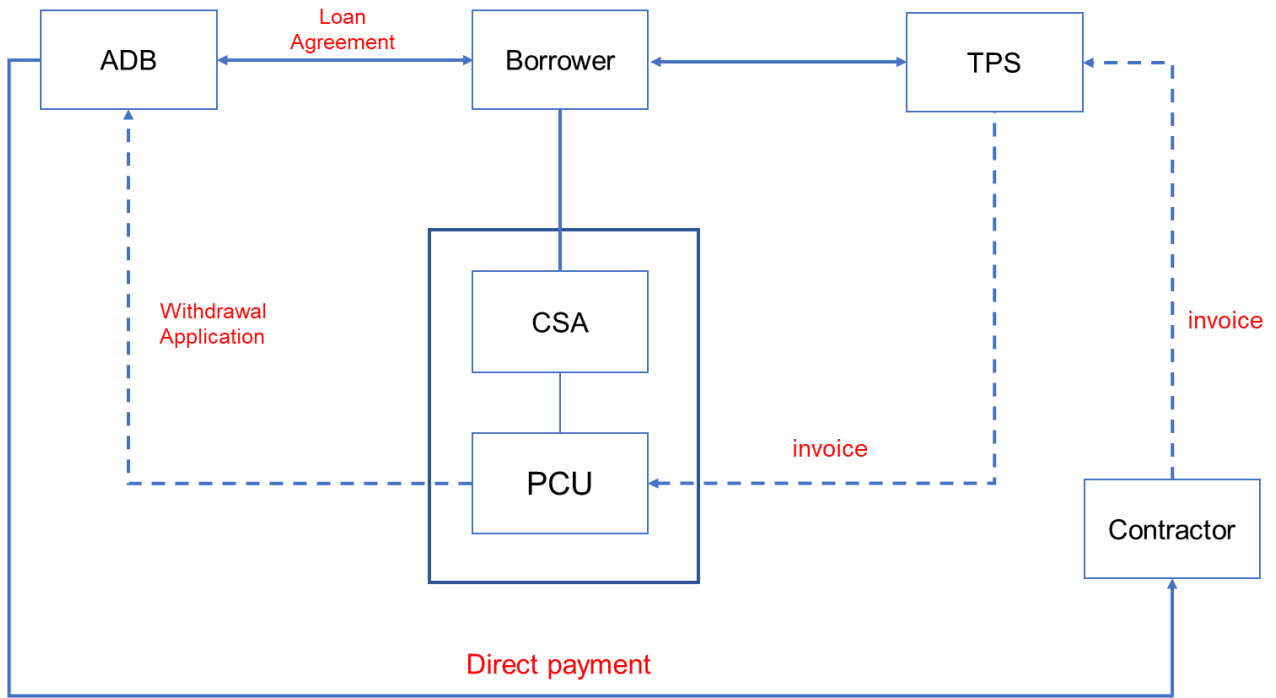 Loan
Agreement
ADB
Borrower
TPS
Withdrawal
Application
CSA
invoice
invoice
PCU
Contractor
Direct payment